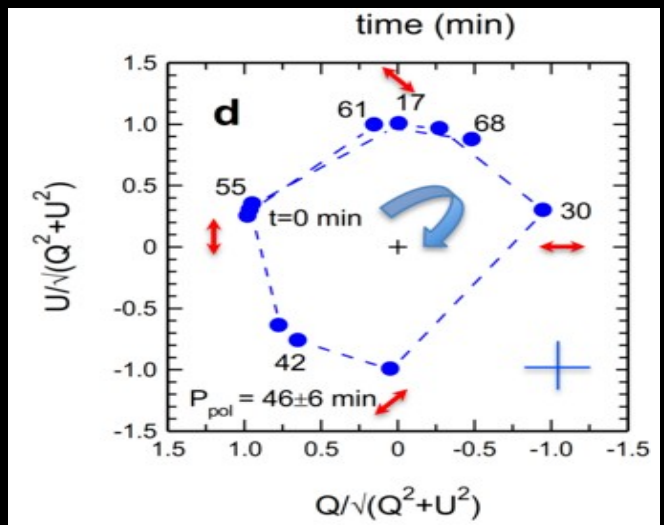 time (min)
1.5
1.0
0.5
0
-0.5
-1.0
-1.5
U/√(Q²+U²)
d
61
17
68
55
t=0 min
30
+
42
P_pol = 46±6 min
1.5 1.0 0.5 0 -0.5 -1.0 -1.5
Q/√(Q²+U²)